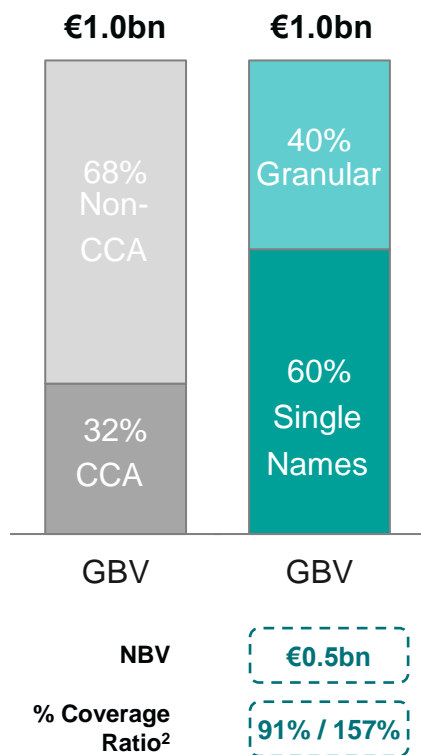 €1.0bn €1.0bn
68%
Non-
CCA
40%
Granular
32%
CCA
60%
Single
Names
GBV GBV
NBV €0.5bn
% Coverage
Ratio² 91% / 157%